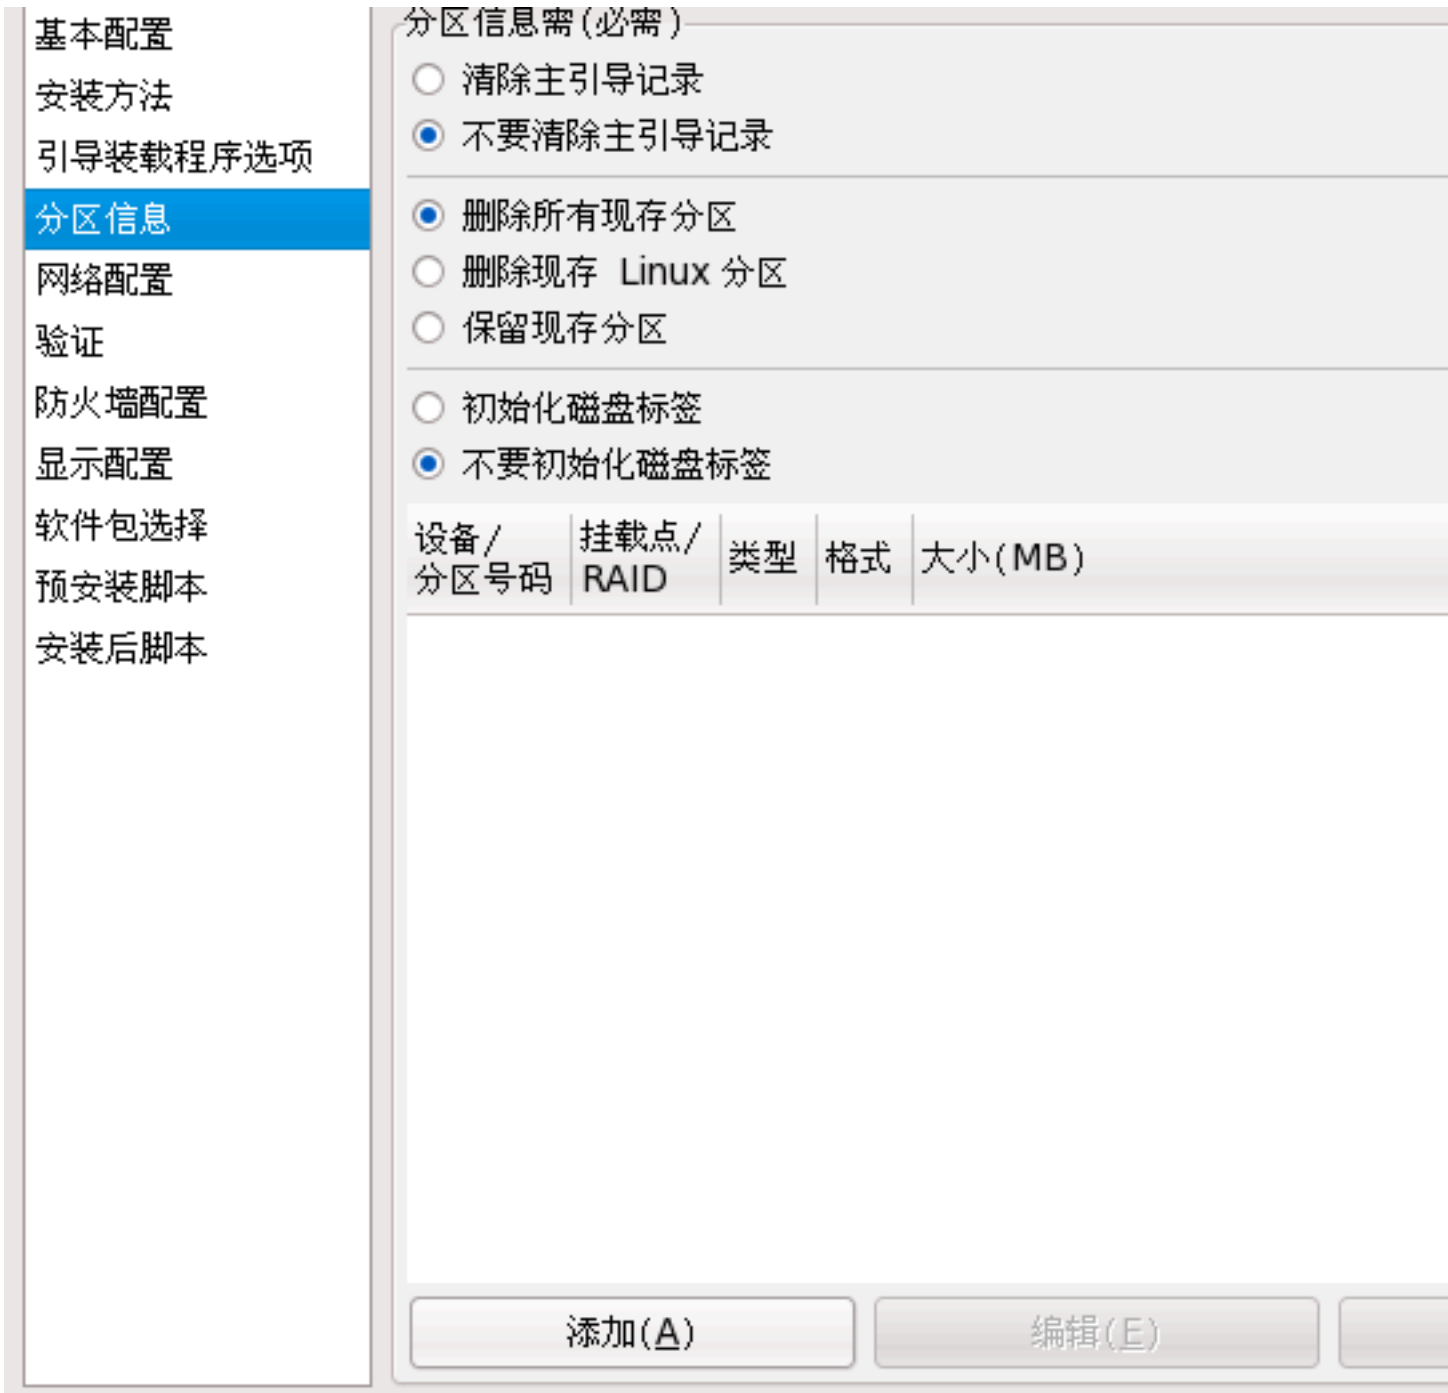 基本配置
安装方法
引导装载程序选项
分区信息
网络配置
验证
防火墙配置
显示配置
软件包选择
预安装脚本
安装后脚本
分区信息需(必需)
清除主引导记录
不要清除主引导记录
删除所有现存分区
删除现存 Linux 分区
保留现存分区
初始化磁盘标签
不要初始化磁盘标签
设备/
分区号码
挂载点/
RAID
类型
格式
大小(MB)
添加(A)
编辑(E)